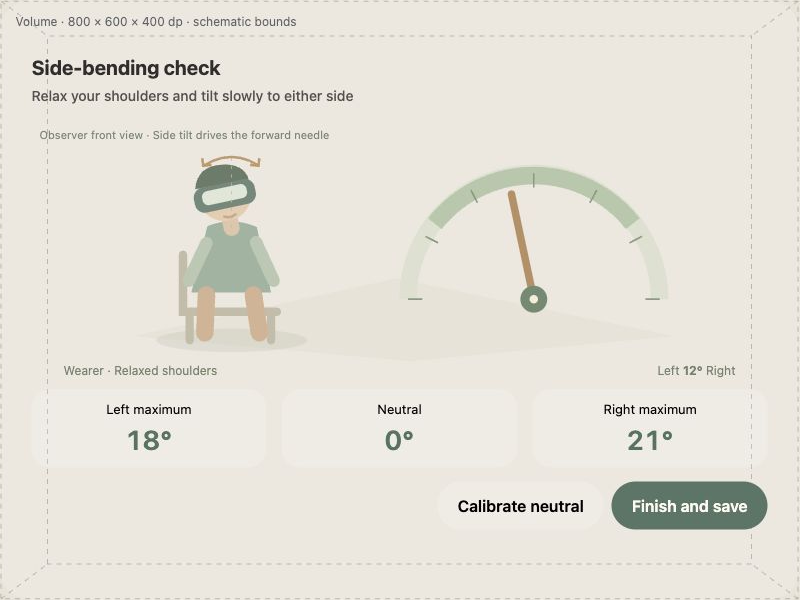 Volume · 800 × 600 × 400 dp · schematic bounds
Side-bending check
Relax your shoulders and tilt slowly to either side
Observer front view · Side tilt drives the forward needle
Wearer · Relaxed shoulders
Left 12° Right
Left maximum
18°
Neutral
0°
Right maximum
21°
Calibrate neutral
Finish and save